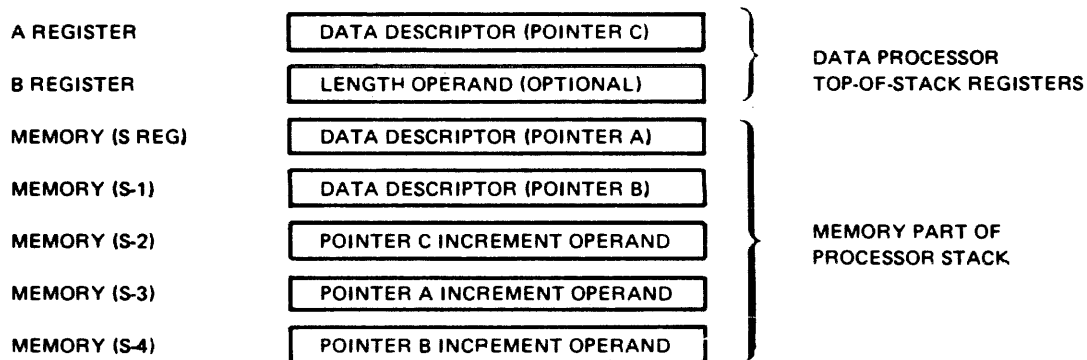 A REGISTER DATA DESCRIPTOR (POINTER C)
B REGISTER LENGTH OPERAND (OPTIONAL)
DATA PROCESSOR
TOP-OF-STACK REGISTERS
MEMORY (S REG) DATA DESCRIPTOR (POINTER A)
MEMORY (S-1) DATA DESCRIPTOR (POINTER B)
MEMORY (S-2) POINTER C INCREMENT OPERAND
MEMORY (S-3) POINTER A INCREMENT OPERAND
MEMORY (S-4) POINTER B INCREMENT OPERAND
MEMORY PART OF
PROCESSOR STACK